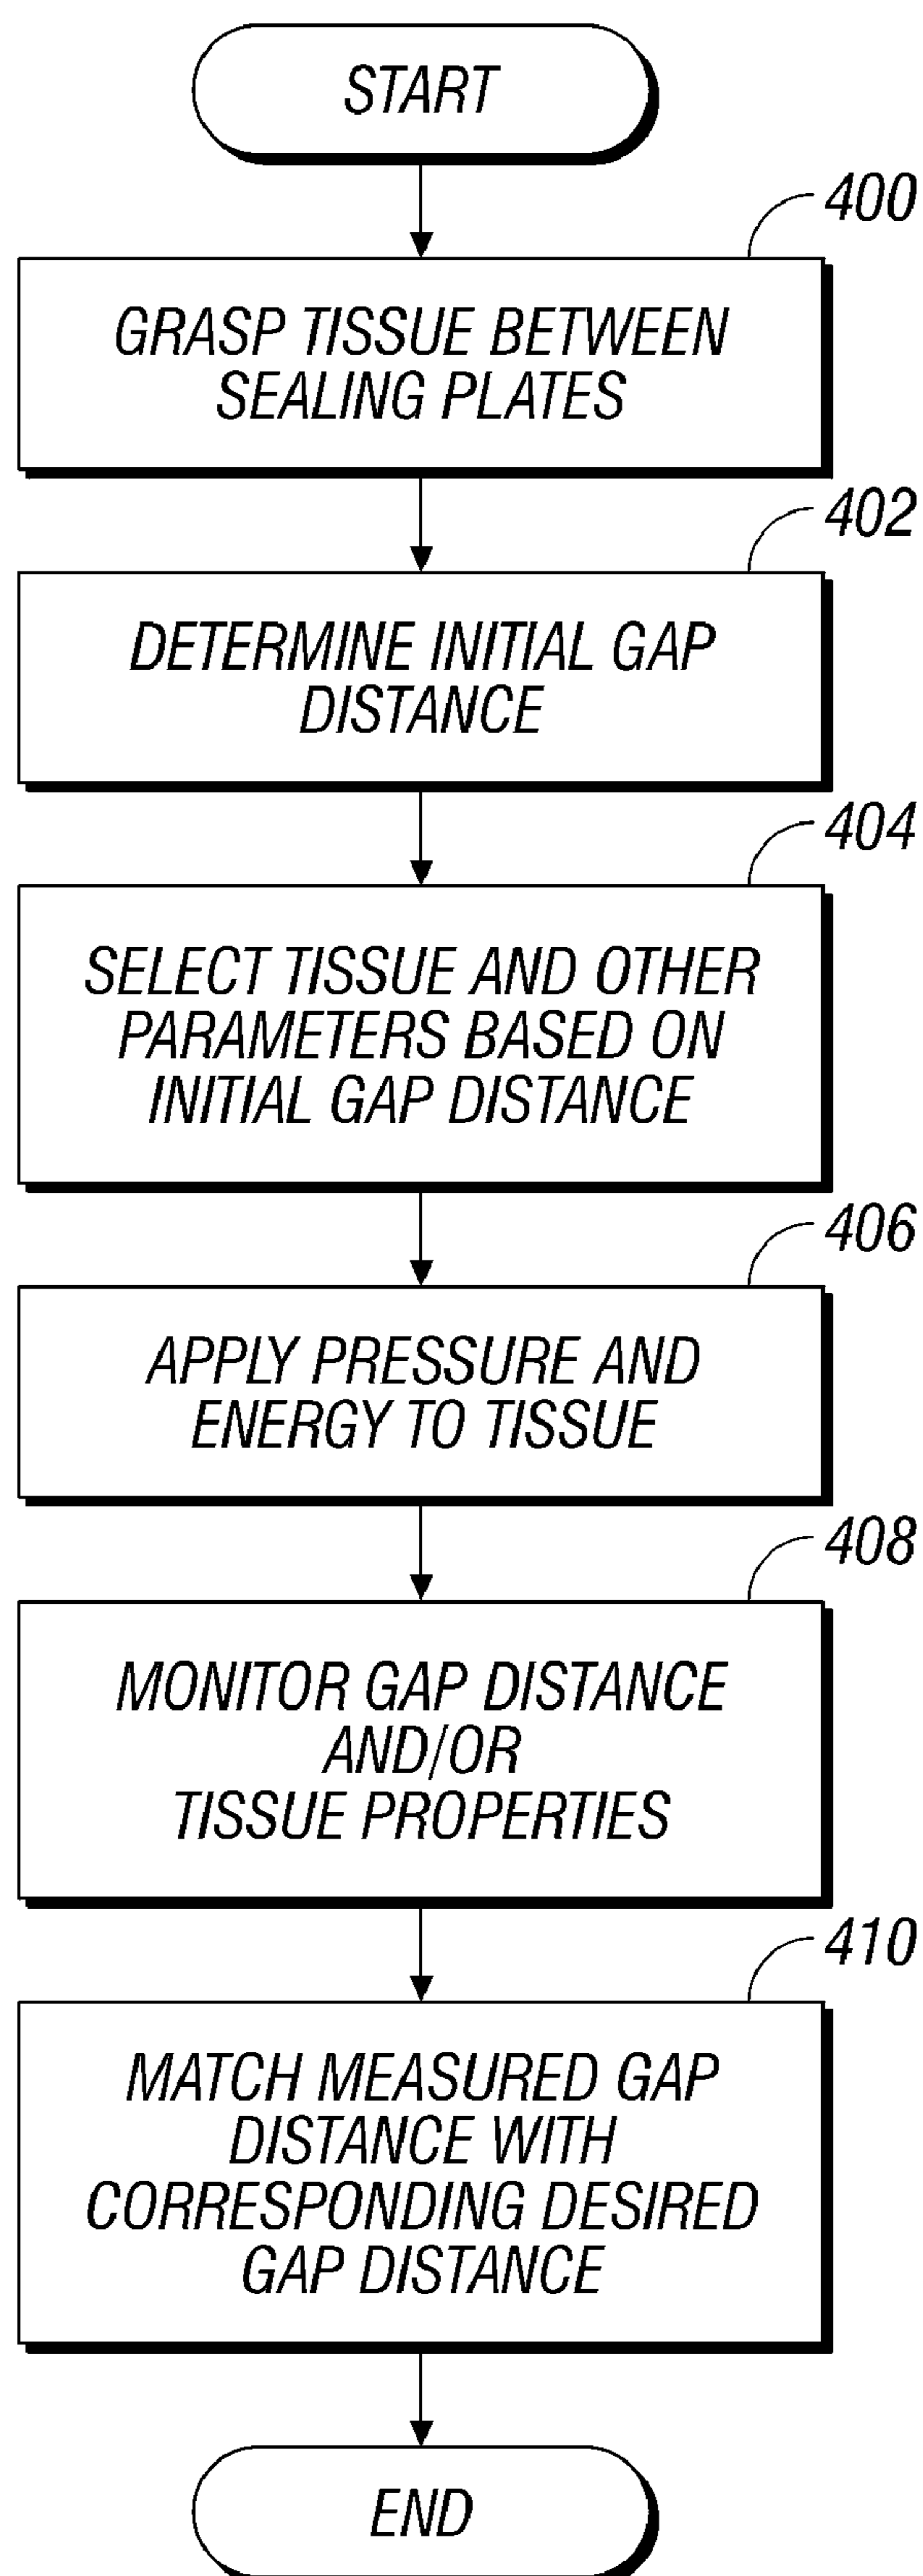 START
400
GRASP TISSUE BETWEEN
SEALING PLATES
402
DETERMINE INITIAL GAP
DISTANCE
404
SELECT TISSUE AND OTHER
PARAMETERS BASED ON
INITIAL GAP DISTANCE
406
APPLY PRESSURE AND
ENERGY TO TISSUE
408
MONITOR GAP DISTANCE
AND/OR
TISSUE PROPERTIES
410
MATCH MEASURED GAP
DISTANCE WITH
CORRESPONDING DESIRED
GAP DISTANCE
END